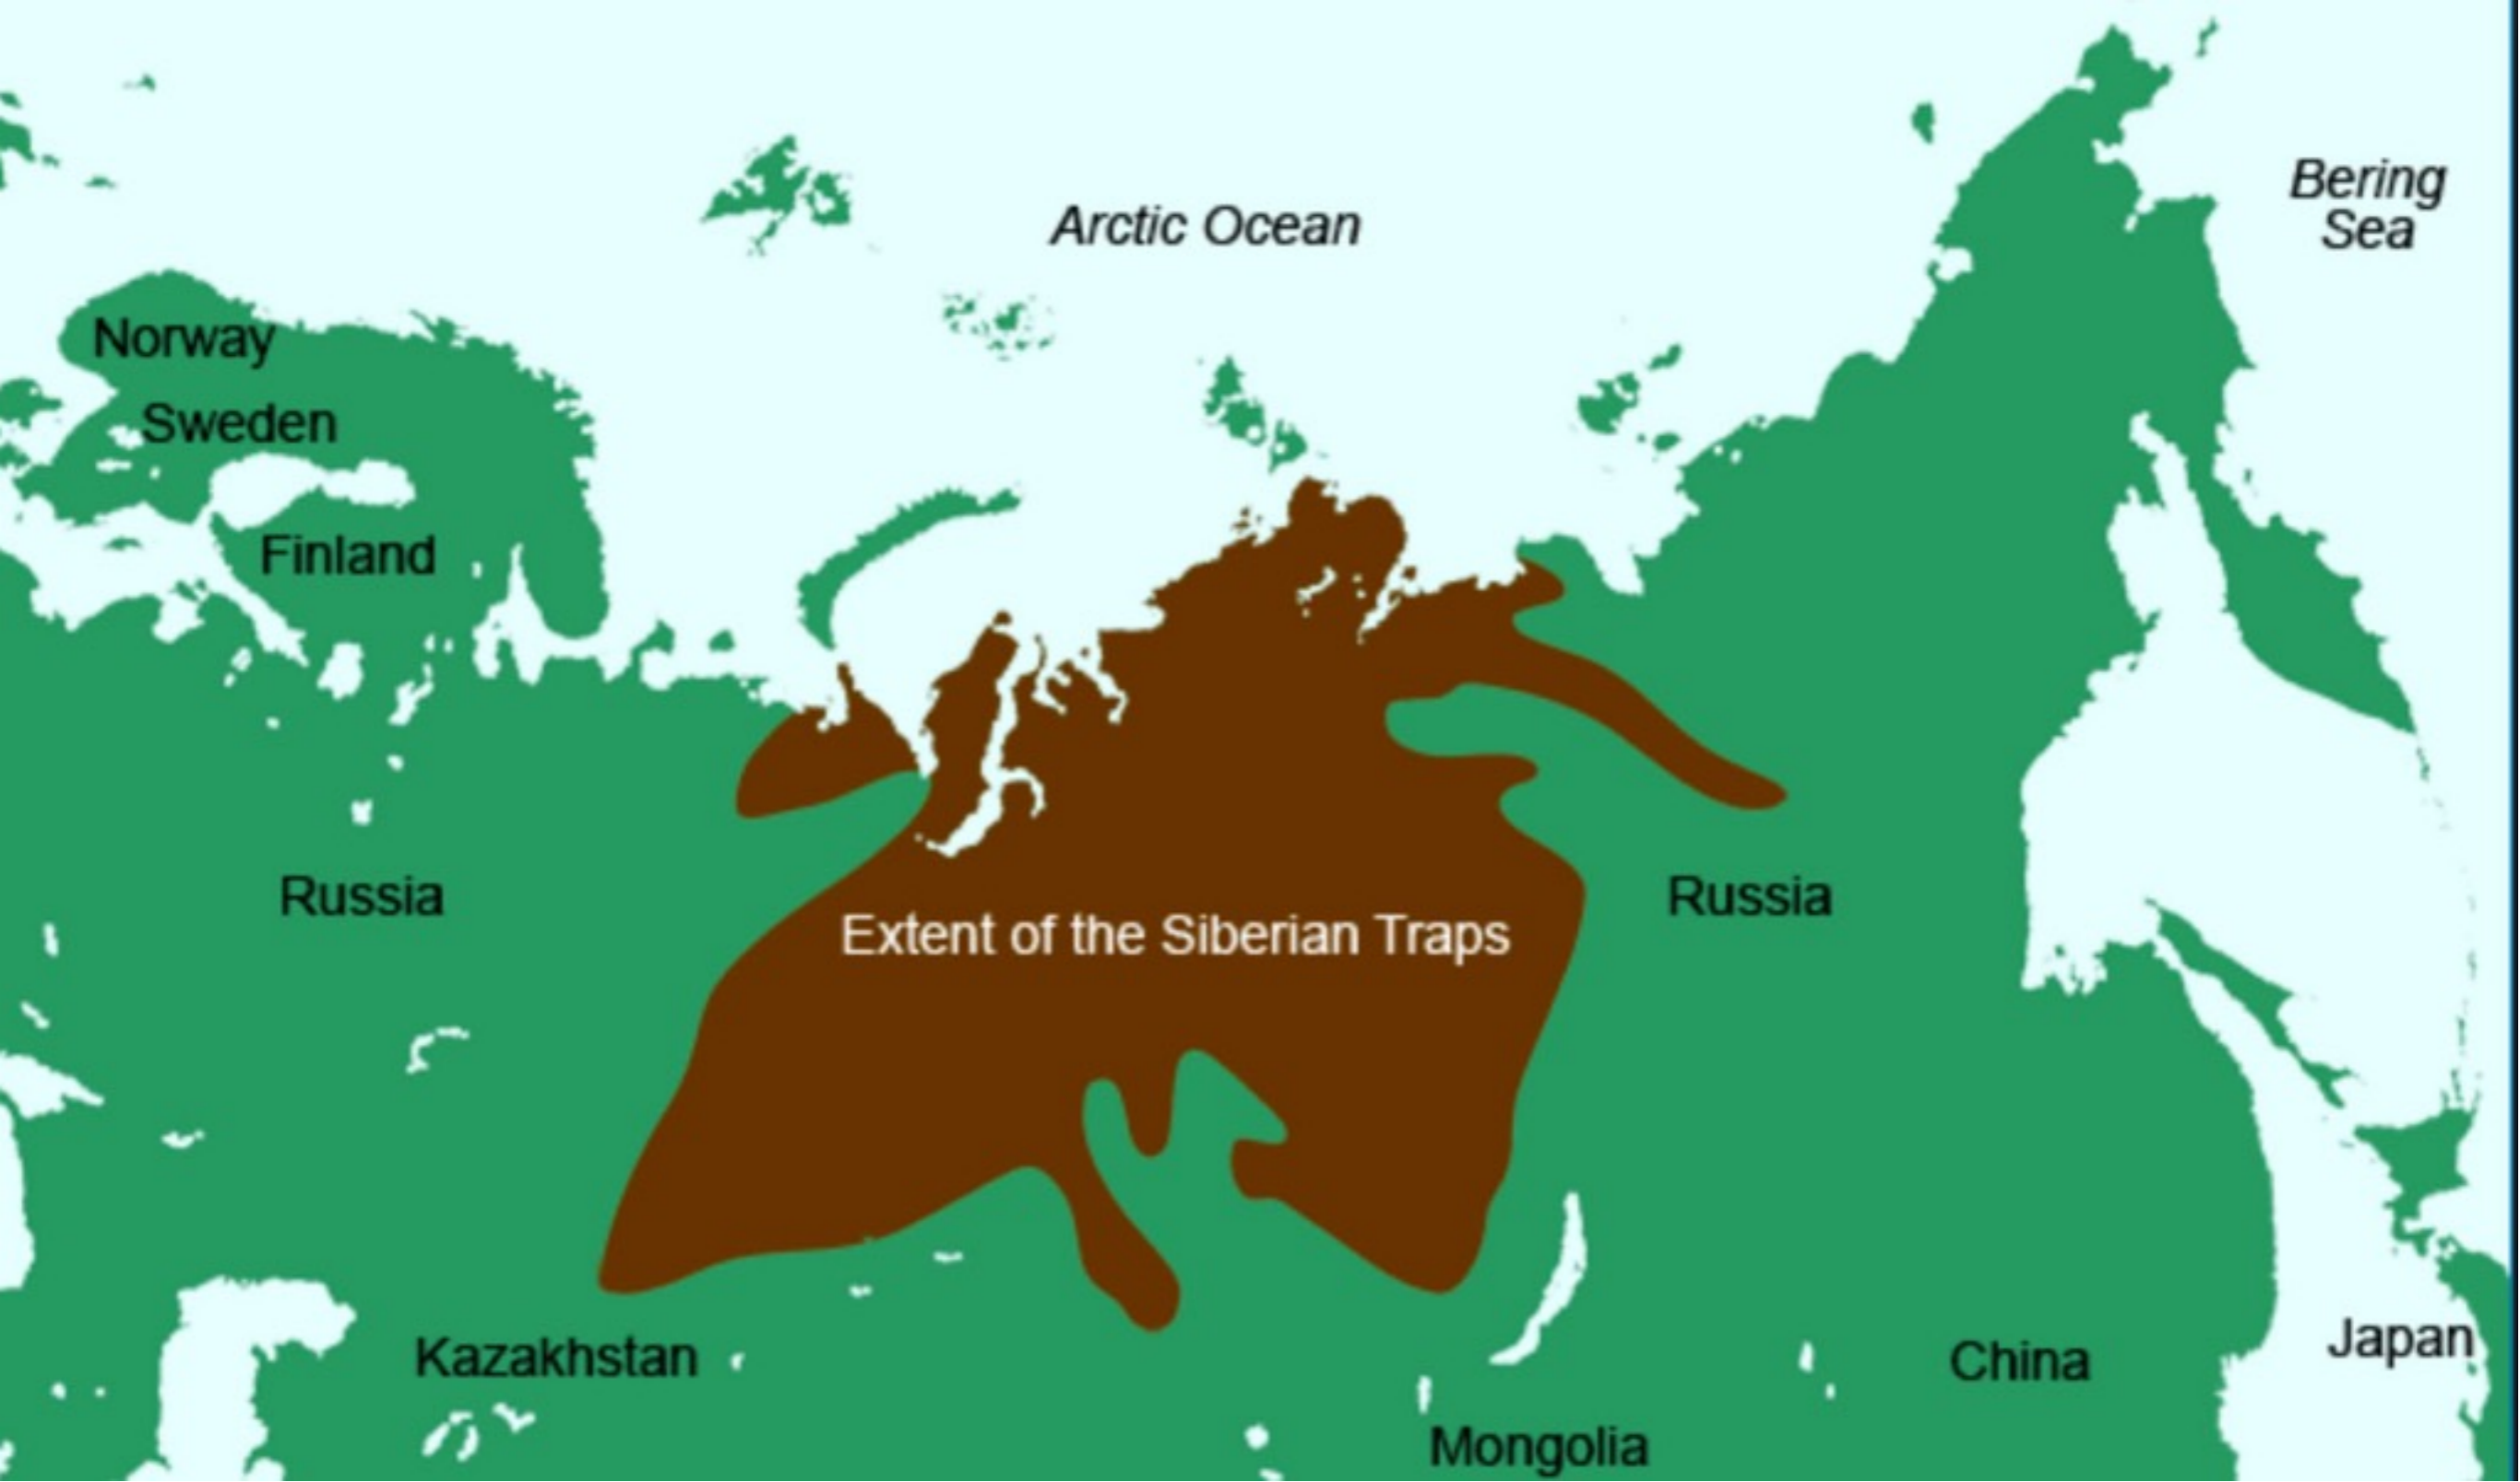 Arctic Ocean
Bering
Sea
Norway
Sweden
Finland
Russia
Extent of the Siberian Traps
Russia
Kazakhstan
Mongolia
China
Japan